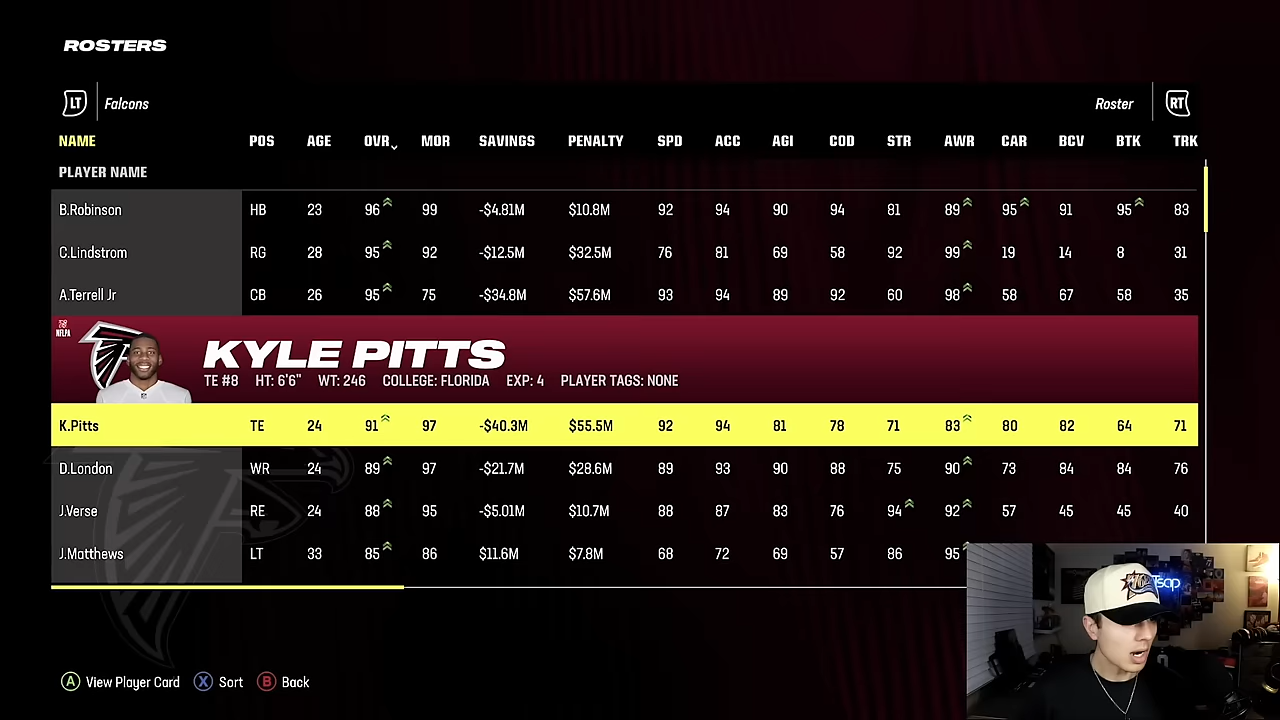 ROSTERS
LT Falcons Roster RT
NAME POS AGE OVR MOR SAVINGS PENALTY SPD ACC AGI COD STR AWR CAR BCV BTK TRK
PLAYER NAME
B.Robinson HB 23 96 99 -$4.81M $10.8M 92 94 90 94 81 89 95 91 95 83
C.Lindstrom RG 28 95 92 -$12.5M $32.5M 76 81 69 58 92 99 19 14 8 31
A.Terrell Jr CB 26 95 75 -$34.8M $57.6M 93 94 89 92 60 98 58 67 58 35
NFLPA
KYLE PITTS
TE #8 HT: 6'6" WT: 246 COLLEGE: FLORIDA EXP: 4 PLAYER TAGS: NONE
K.Pitts TE 24 91 97 -$40.3M $55.5M 92 94 81 78 71 83 80 82 64 71
D.London WR 24 89 97 -$21.7M $28.6M 89 93 90 88 75 90 73 84 84 76
J.Verse RE 24 88 95 -$5.01M $10.7M 88 87 83 76 94 92 57 45 45 40
J.Matthews LT 33 85 86 $11.6M $7.8M 68 72 69 57 86 95
A View Player Card X Sort B Back